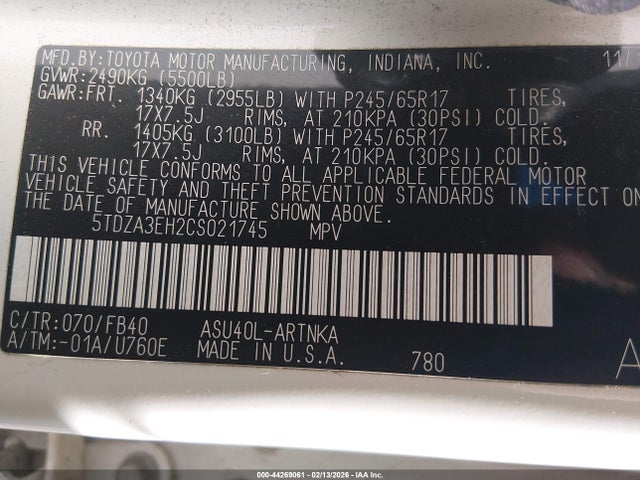 MFD.BY:TOYOTA MOTOR MANUFACTURING, INDIANA, INC. 11/
GVWR:2490KG (5500LB)
GAWR:FRT. 1340KG (2955LB) WITH P245/65R17 TIRES,
17X7.5J RIMS, AT 210KPA (30PSI) COLD.
RR. 1405KG (3100LB) WITH P245/65R17 TIRES,
17X7.5J RIMS, AT 210KPA (30PSI) COLD.
THIS VEHICLE CONFORMS TO ALL APPLICABLE FEDERAL MOTOR
VEHICLE SAFETY AND THEFT PREVENTION STANDARDS IN EFFECT ON
THE DATE OF MANUFACTURE SHOWN ABOVE.
5TDZA3EH2CS021745 MPV
C/TR:070/FB40 ASU40L-ARTNKA
A/TM:-01A/U760E MADE IN U.S.A. 780 A
000-44269061 - 02/13/2026 - IAA Inc.